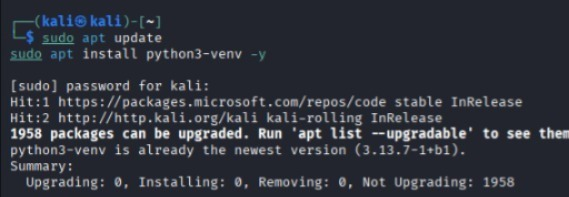 ┌──(kali㉿kali)-[~]
└─$ sudo apt update
sudo apt install python3-venv -y
[sudo] password for kali:
Hit:1 https://packages.microsoft.com/repos/code stable InRelease
Hit:2 http://http.kali.org/kali kali-rolling InRelease
1958 packages can be upgraded. Run 'apt list --upgradable' to see them
python3-venv is already the newest version (3.13.7-1+b1).
Summary:
  Upgrading: 0, Installing: 0, Removing: 0, Not Upgrading: 1958